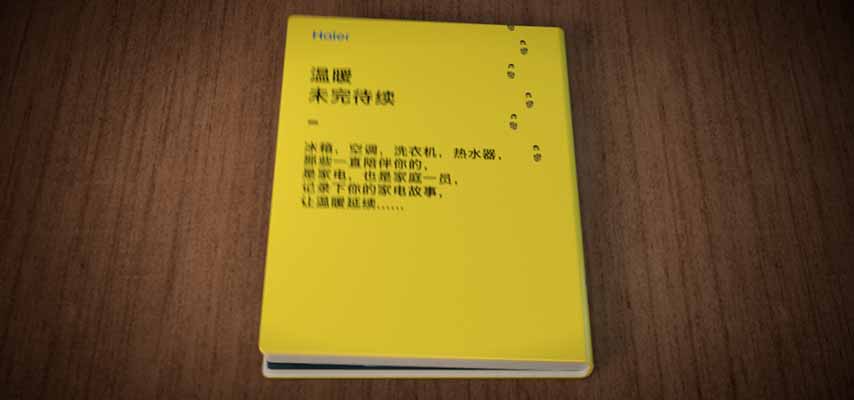 Haier
温暖
未完待续
冰箱，空调，洗衣机，热水器，
那些一直陪伴你的，
是家电，也是家庭一员，
记录下你的家电故事，
让温暖延续......